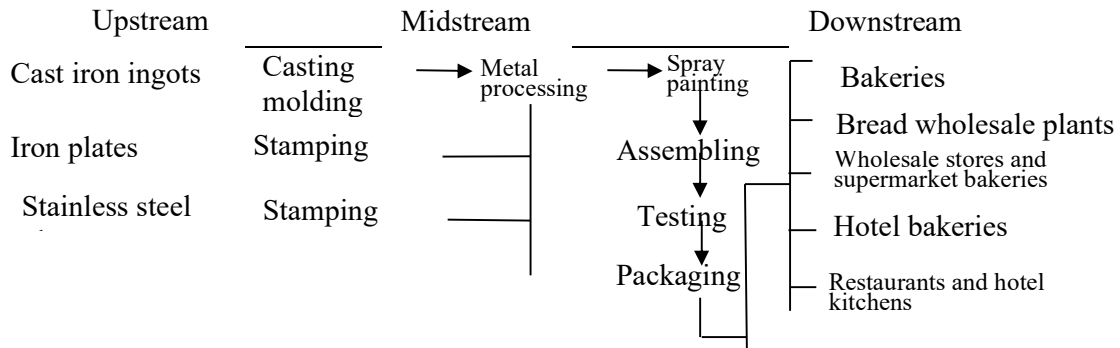 Upstream Midstream Downstream
Cast iron ingots
Casting
molding
Metal
processing
Spray
painting
Bakeries
Iron plates
Stamping
Assembling
Bread wholesale plants
Wholesale stores and
supermarket bakeries
Stainless steel
Stamping
Testing
Hotel bakeries
Packaging
Restaurants and hotel
kitchens